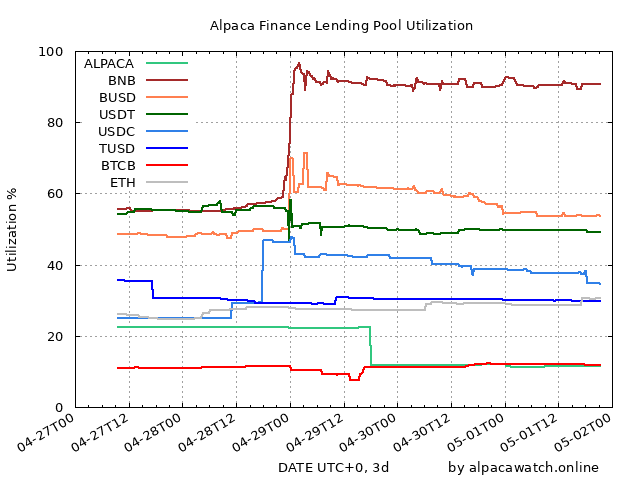 Alpaca Finance Lending Pool Utilization
100
80
60
40
20
0
Utilization %
ALPACA
BNB
BUSD
USDT
USDC
TUSD
BTCB
ETH
04-27T00
04-27T12
04-28T00
04-28T12
04-29T00
04-29T12
04-30T00
04-30T12
05-01T00
05-01T12
05-02T00
DATE UTC+0, 3d
by alpacawatch.online